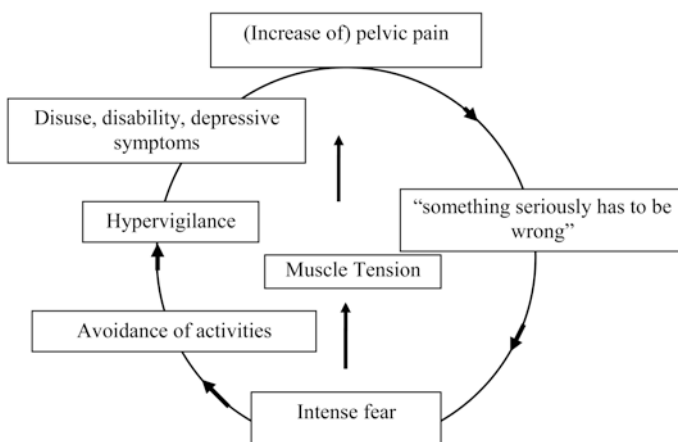 (Increase of) pelvic pain
Disuse, disability, depressive
symptoms
"something seriously has to be
wrong"
Hypervigilance
Muscle Tension
Avoidance of activities
Intense fear